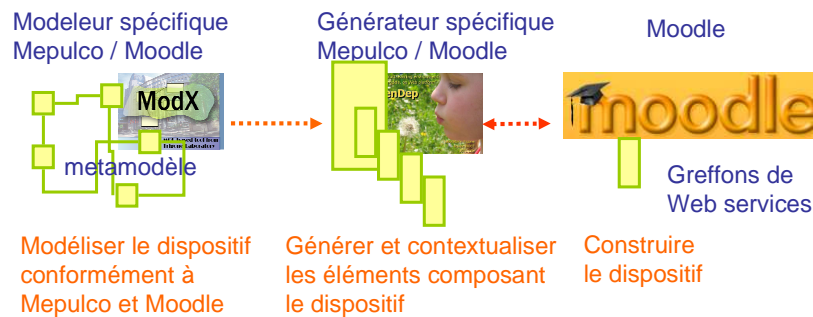 Modeleur spécifique
Mepulco / Moodle
Générateur spécifique
Mepulco / Moodle
Moodle
ModX
metamodèle
enDep
moodle
Greffons de
Web services
Modéliser le dispositif
conformément à
Mepulco et Moodle
Générer et contextualiser
les éléments composant
le dispositif
Construire
le dispositif